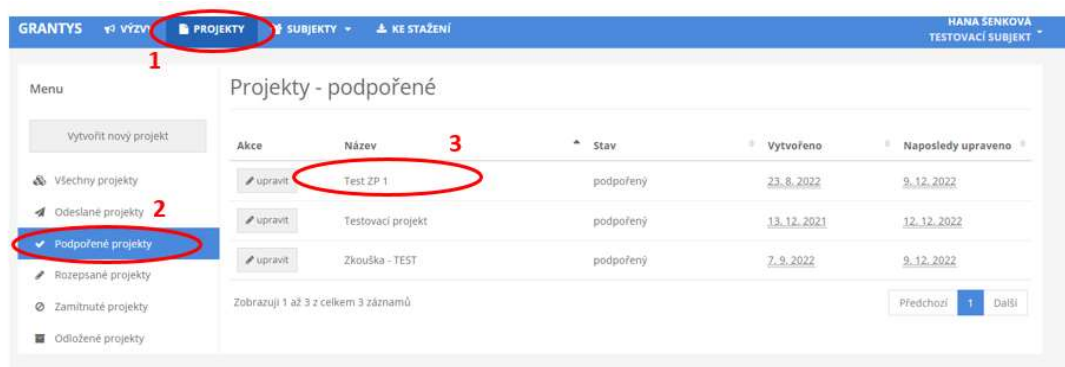 GRANTYS VÝZV PROJEKTY SUBJEKTY KE STAŽENÍ
HANA ŠENKOVÁ
TESTOVACÍ SUBJEKT
1
Menu
Vytvořit nový projekt
Všechny projekty
Odeslané projekty 2
Podpořené projekty
Rozepsané projekty
Zamítnuté projekty
Odložené projekty
Projekty - podpořené
Akce Název 3 Stav Vytvořeno Naposledy upraveno
upravit Test ZP 1 podpořený 23. 8. 2022 9. 12. 2022
upravit Testovací projekt podpořený 13. 12. 2021 12. 12. 2022
upravit Zkouška - TEST podpořený 7. 9. 2022 9. 12. 2022
Zobrazuji 1 až 3 z celkem 3 záznamů
Předchozí 1 Další